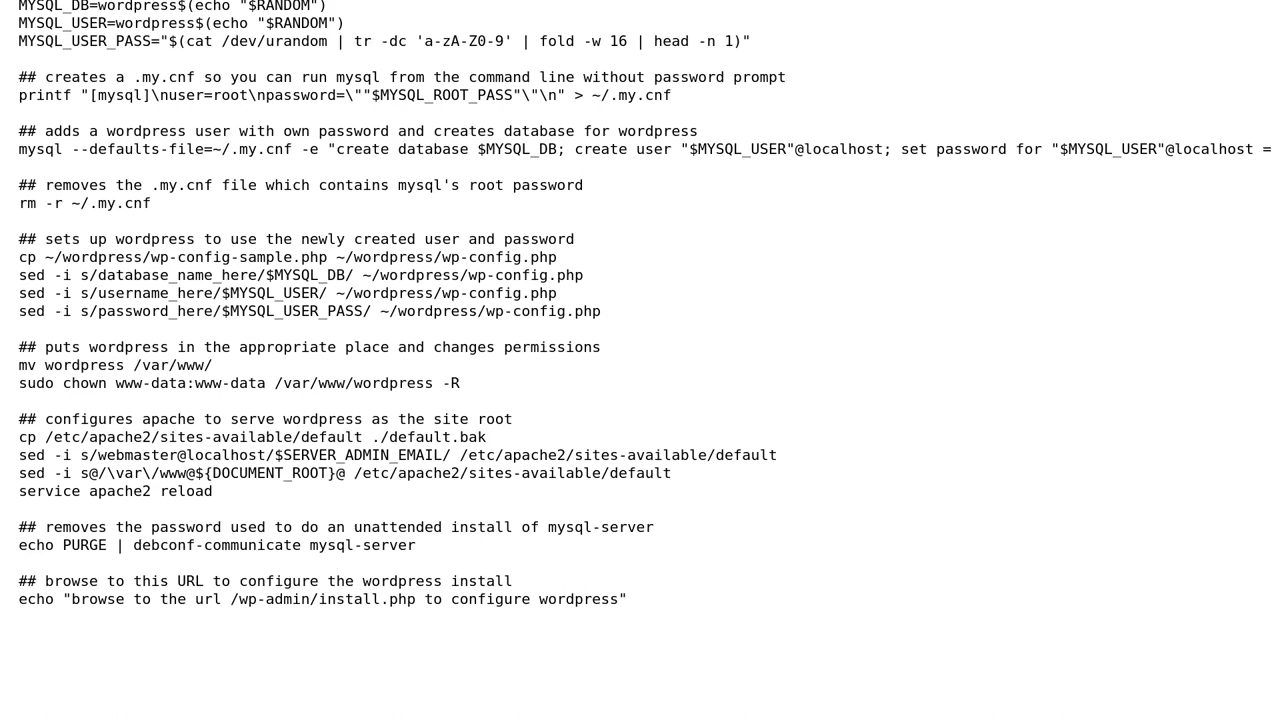 MYSQL_DB=wordpress$(echo "$RANDOM")
MYSQL_USER=wordpress$(echo "$RANDOM")
MYSQL_USER_PASS="$(cat /dev/urandom | tr -dc 'a-zA-Z0-9' | fold -w 16 | head -n 1)"
## creates a .my.cnf so you can run mysql from the command line without password prompt
printf "[mysql]\nuser=root\npassword=\""$MYSQL_ROOT_PASS"\"\n" > ~/.my.cnf
## adds a wordpress user with own password and creates database for wordpress
mysql --defaults-file=~/.my.cnf -e "create database $MYSQL_DB; create user "$MYSQL_USER"@localhost; set password for "$MYSQL_USER"@localhost =
## removes the .my.cnf file which contains mysql's root password
rm -r ~/.my.cnf
## sets up wordpress to use the newly created user and password
cp ~/wordpress/wp-config-sample.php ~/wordpress/wp-config.php
sed -i s/database_name_here/$MYSQL_DB/ ~/wordpress/wp-config.php
sed -i s/username_here/$MYSQL_USER/ ~/wordpress/wp-config.php
sed -i s/password_here/$MYSQL_USER_PASS/ ~/wordpress/wp-config.php
## puts wordpress in the appropriate place and changes permissions
mv wordpress /var/www/
sudo chown www-data:www-data /var/www/wordpress -R
## configures apache to serve wordpress as the site root
cp /etc/apache2/sites-available/default ./default.bak
sed -i s/webmaster@localhost/$SERVER_ADMIN_EMAIL/ /etc/apache2/sites-available/default
sed -i s@/\var\/www@${DOCUMENT_ROOT}@ /etc/apache2/sites-available/default
service apache2 reload
## removes the password used to do an unattended install of mysql-server
echo PURGE | debconf-communicate mysql-server
## browse to this URL to configure the wordpress install
echo "browse to the url /wp-admin/install.php to configure wordpress"